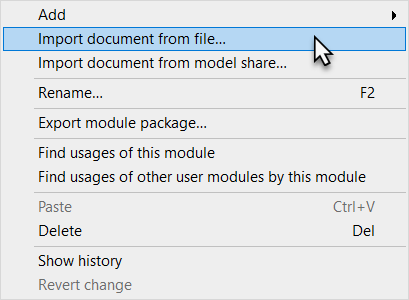 Add
Import document from file...
Import document from model share...
Rename... F2
Export module package...
Find usages of this module
Find usages of other user modules by this module
Paste Ctrl+V
Delete Del
Show history
Revert change